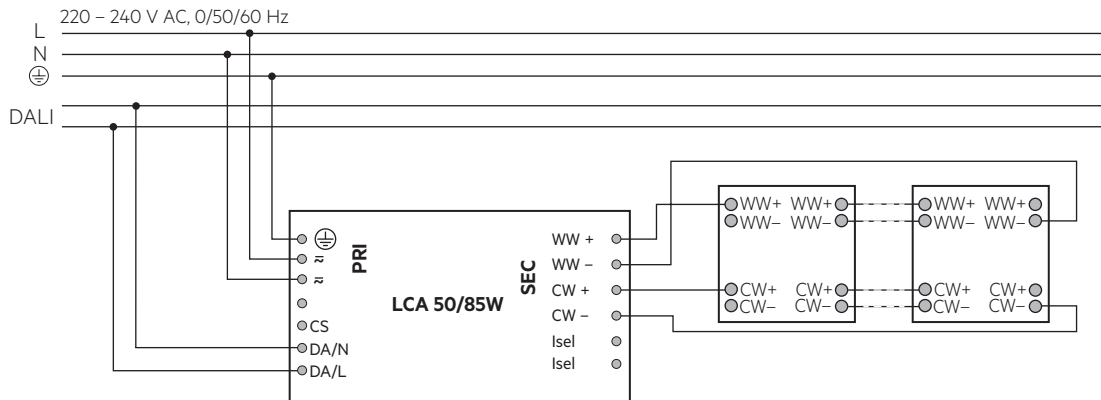 220 – 240 V AC, 0/50/60 Hz
L
N
DALI
PRI
≂
≂
CS
DA/N
DA/L
LCA 50/85W
SEC
WW +
WW –
CW +
CW –
Isel
Isel
WW+ WW+
WW– WW–
CW+ CW+
CW– CW–
WW+ WW+
WW– WW–
CW+ CW+
CW– CW–